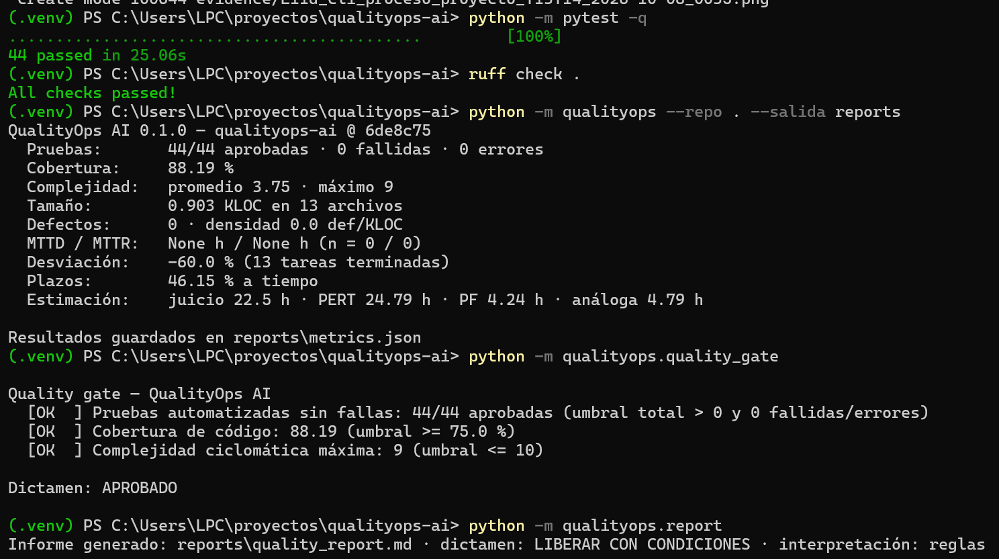 create mode 100644 evidence/E11d_cli_proceso_proyecto_f15f14_2026-10-08_0053.png
(.venv) PS C:\Users\LPC\proyectos\qualityops-ai> python -m pytest -q
............................................ [100%]
44 passed in 25.06s
(.venv) PS C:\Users\LPC\proyectos\qualityops-ai> ruff check .
All checks passed!
(.venv) PS C:\Users\LPC\proyectos\qualityops-ai> python -m qualityops --repo . --salida reports
QualityOps AI 0.1.0 — qualityops-ai @ 6de8c75
Pruebas: 44/44 aprobadas · 0 fallidas · 0 errores
Cobertura: 88.19 %
Complejidad: promedio 3.75 · máximo 9
Tamaño: 0.903 KLOC en 13 archivos
Defectos: 0 · densidad 0.0 def/KLOC
MTTD / MTTR: None h / None h (n = 0 / 0)
Desviación: -60.0 % (13 tareas terminadas)
Plazos: 46.15 % a tiempo
Estimación: juicio 22.5 h · PERT 24.79 h · PF 4.24 h · análoga 4.79 h
Resultados guardados en reports\metrics.json
(.venv) PS C:\Users\LPC\proyectos\qualityops-ai> python -m qualityops.quality_gate
Quality gate — QualityOps AI
[OK  ] Pruebas automatizadas sin fallas: 44/44 aprobadas (umbral total > 0 y 0 fallidas/errores)
[OK  ] Cobertura de código: 88.19 (umbral >= 75.0 %)
[OK  ] Complejidad ciclomática máxima: 9 (umbral <= 10)
Dictamen: APROBADO
(.venv) PS C:\Users\LPC\proyectos\qualityops-ai> python -m qualityops.report
Informe generado: reports\quality_report.md · dictamen: LIBERAR CON CONDICIONES · interpretación: reglas